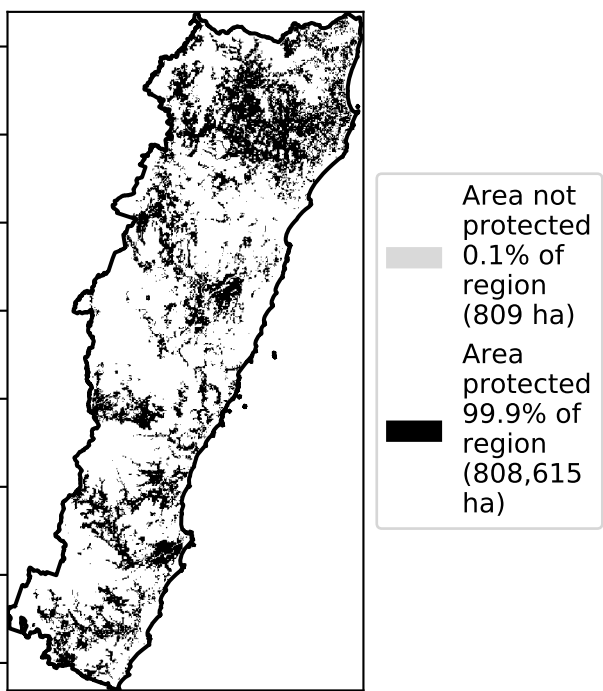 Area not
protected
0.1% of
region
(809 ha)
Area
protected
99.9% of
region
(808,615
ha)